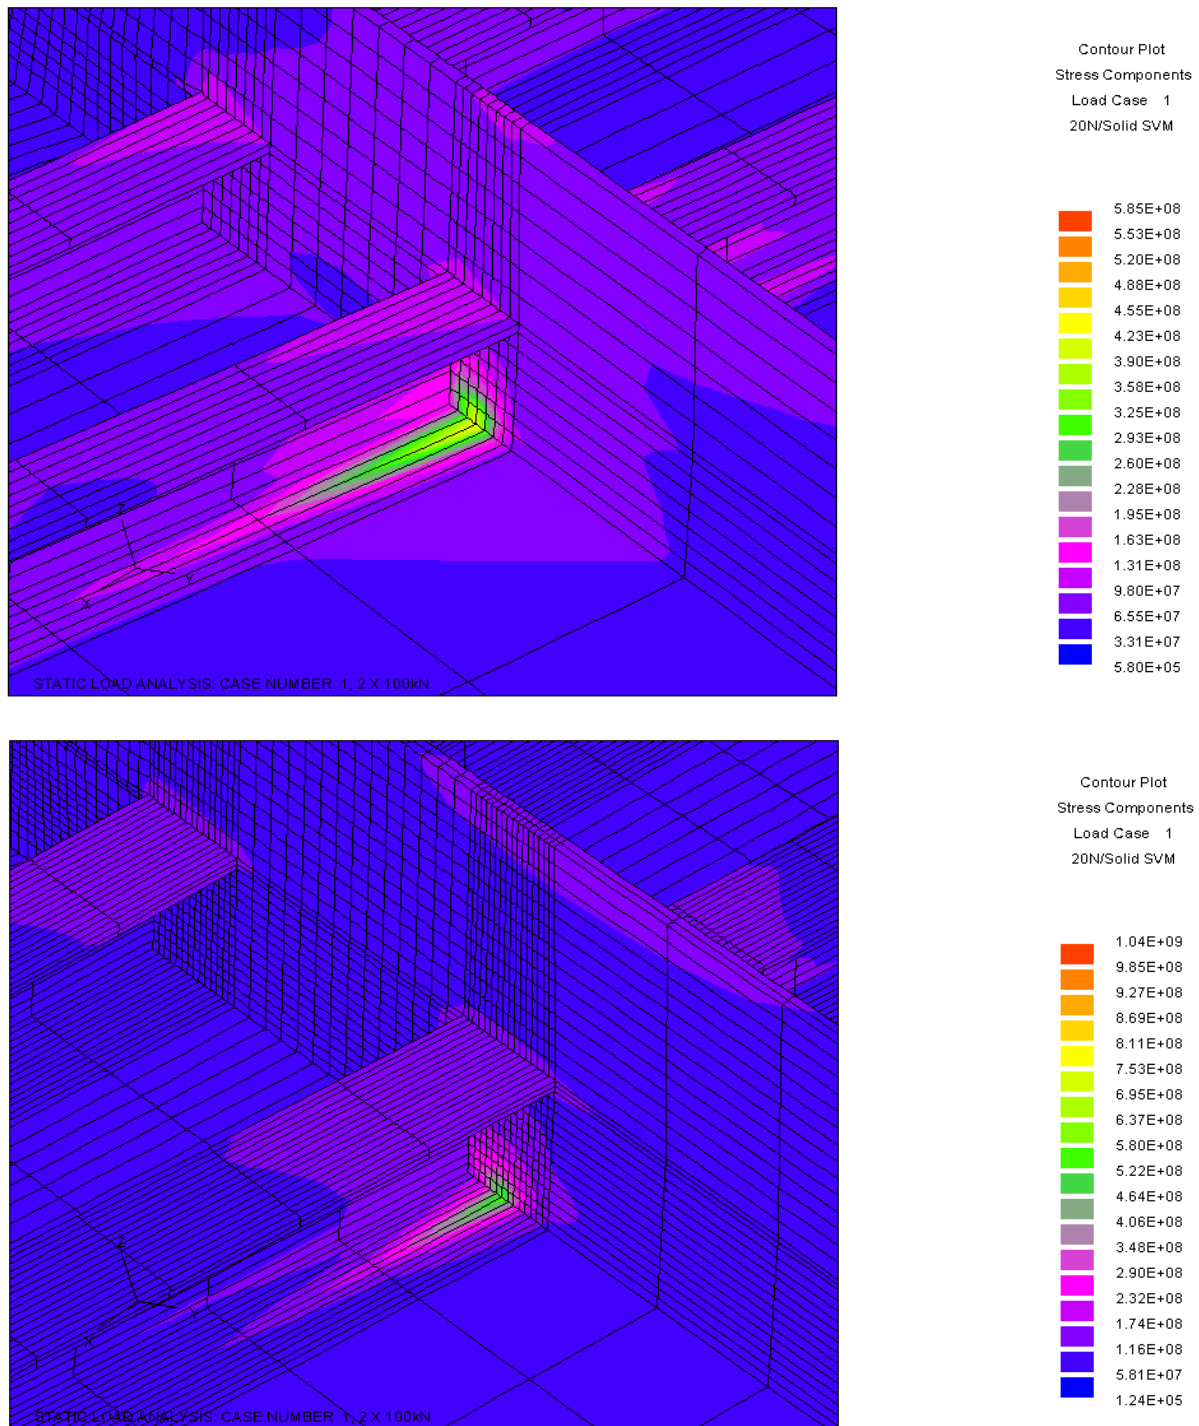 Contour Plot
Stress Components
Load Case 1
20N/Solid SVM
5.85E+08
5.53E+08
5.20E+08
4.88E+08
4.55E+08
4.23E+08
3.90E+08
3.58E+08
3.25E+08
2.93E+08
2.60E+08
2.28E+08
1.95E+08
1.63E+08
1.31E+08
9.80E+07
6.55E+07
3.31E+07
5.80E+05
Z
Y
X
STATIC LOAD ANALYSIS: CASE NUMBER 1, 2 X 100kN
Contour Plot
Stress Components
Load Case 1
20N/Solid SVM
1.04E+09
9.85E+08
9.27E+08
8.69E+08
8.11E+08
7.53E+08
6.95E+08
6.37E+08
5.80E+08
5.22E+08
4.64E+08
4.06E+08
3.48E+08
2.90E+08
2.32E+08
1.74E+08
1.16E+08
5.81E+07
1.24E+05
Z
Y
X
STATIC LOAD ANALYSIS: CASE NUMBER 1, 2 X 100kN